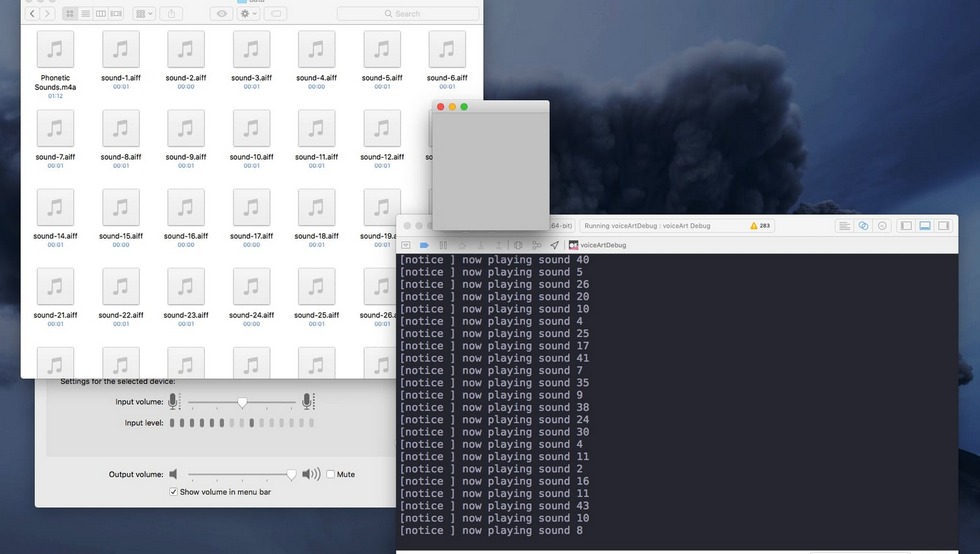 Search
Phonetic
Sounds.m4a
01:12
sound-1.aiff
00:01
sound-2.aiff
00:00
sound-3.aiff
00:01
sound-4.aiff
00:00
sound-5.aiff
00:01
sound-6.aiff
00:01
sound-7.aiff
00:01
sound-8.aiff
00:01
sound-9.aiff
00:01
sound-10.aiff
00:01
sound-11.aiff
00:01
sound-12.aiff
00:01
sound-14.aiff
00:01
sound-15.aiff
00:00
sound-16.aiff
00:00
sound-17.aiff
00:01
sound-18.aiff
00:01
sound-19.a
00:01
sound-21.aiff
00:01
sound-22.aiff
00:01
sound-23.aiff
00:01
sound-24.aiff
00:00
sound-25.aiff
00:01
sound-26.a
00:01
Settings for the selected device:
Input volume:
Input level:
Output volume:
Mute
Show volume in menu bar
64-bit)
Running voiceArtDebug : voiceArt Debug
283
voiceArtDebug
[notice ] now playing sound 40
[notice ] now playing sound 5
[notice ] now playing sound 26
[notice ] now playing sound 20
[notice ] now playing sound 10
[notice ] now playing sound 4
[notice ] now playing sound 25
[notice ] now playing sound 17
[notice ] now playing sound 41
[notice ] now playing sound 7
[notice ] now playing sound 35
[notice ] now playing sound 9
[notice ] now playing sound 38
[notice ] now playing sound 24
[notice ] now playing sound 30
[notice ] now playing sound 4
[notice ] now playing sound 11
[notice ] now playing sound 2
[notice ] now playing sound 16
[notice ] now playing sound 11
[notice ] now playing sound 43
[notice ] now playing sound 10
[notice ] now playing sound 8